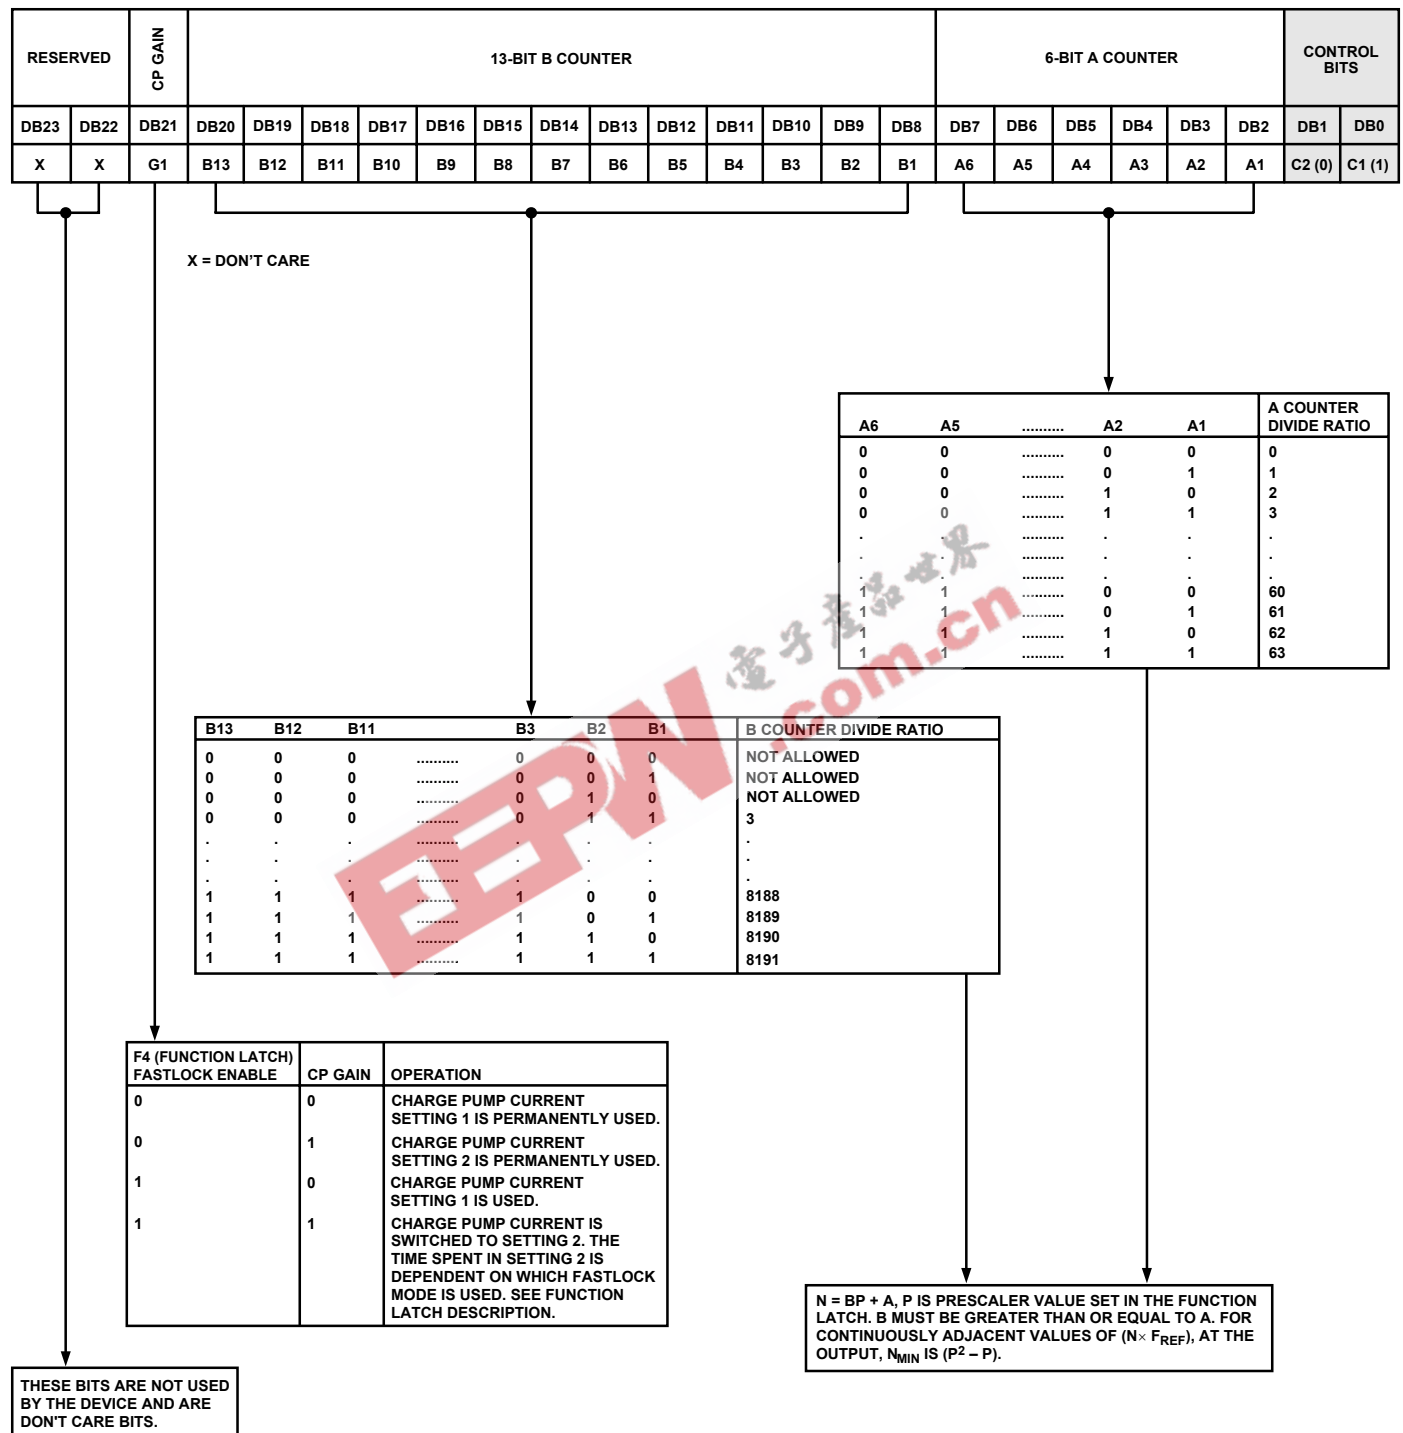 RESERVED
CP GAIN
13-BIT B COUNTER
6-BIT A COUNTER
CONTROL
BITS
DB23 DB22 DB21 DB20 DB19 DB18 DB17 DB16 DB15 DB14 DB13 DB12 DB11 DB10 DB9 DB8 DB7 DB6 DB5 DB4 DB3 DB2 DB1 DB0
X X G1 B13 B12 B11 B10 B9 B8 B7 B6 B5 B4 B3 B2 B1 A6 A5 A4 A3 A2 A1 C2 (0) C1 (1)
X = DON'T CARE
A6 A5 .......... A2 A1 A COUNTER
DIVIDE RATIO
0 0 .......... 0 0 0
0 0 .......... 0 1 1
0 0 .......... 1 0 2
0 0 .......... 1 1 3
. . .......... . . .
. . .......... . . .
. . .......... . . .
1 1 .......... 0 0 60
1 1 .......... 0 1 61
1 1 .......... 1 0 62
1 1 .......... 1 1 63
電子產品世界
EEPW.com.cn
B13 B12 B11 B3 B2 B1 B COUNTER DIVIDE RATIO
0 0 0 .......... 0 0 0 NOT ALLOWED
0 0 0 .......... 0 0 1 NOT ALLOWED
0 0 0 .......... 0 1 0 NOT ALLOWED
0 0 0 .......... 0 1 1 3
. . . .......... . . . .
. . . .......... . . . .
. . . .......... . . . .
1 1 1 .......... 1 0 0 8188
1 1 1 .......... 1 0 1 8189
1 1 1 .......... 1 1 0 8190
1 1 1 .......... 1 1 1 8191
F4 (FUNCTION LATCH)
FASTLOCK ENABLE CP GAIN OPERATION
0 0 CHARGE PUMP CURRENT
SETTING 1 IS PERMANENTLY USED.
0 1 CHARGE PUMP CURRENT
SETTING 2 IS PERMANENTLY USED.
1 0 CHARGE PUMP CURRENT
SETTING 1 IS USED.
1 1 CHARGE PUMP CURRENT IS
SWITCHED TO SETTING 2. THE
TIME SPENT IN SETTING 2 IS
DEPENDENT ON WHICH FASTLOCK
MODE IS USED. SEE FUNCTION
LATCH DESCRIPTION.
N = BP + A, P IS PRESCALER VALUE SET IN THE FUNCTION
LATCH. B MUST BE GREATER THAN OR EQUAL TO A. FOR
CONTINUOUSLY ADJACENT VALUES OF (N× FREF), AT THE
OUTPUT, NMIN IS (P² – P).
THESE BITS ARE NOT USED
BY THE DEVICE AND ARE
DON'T CARE BITS.